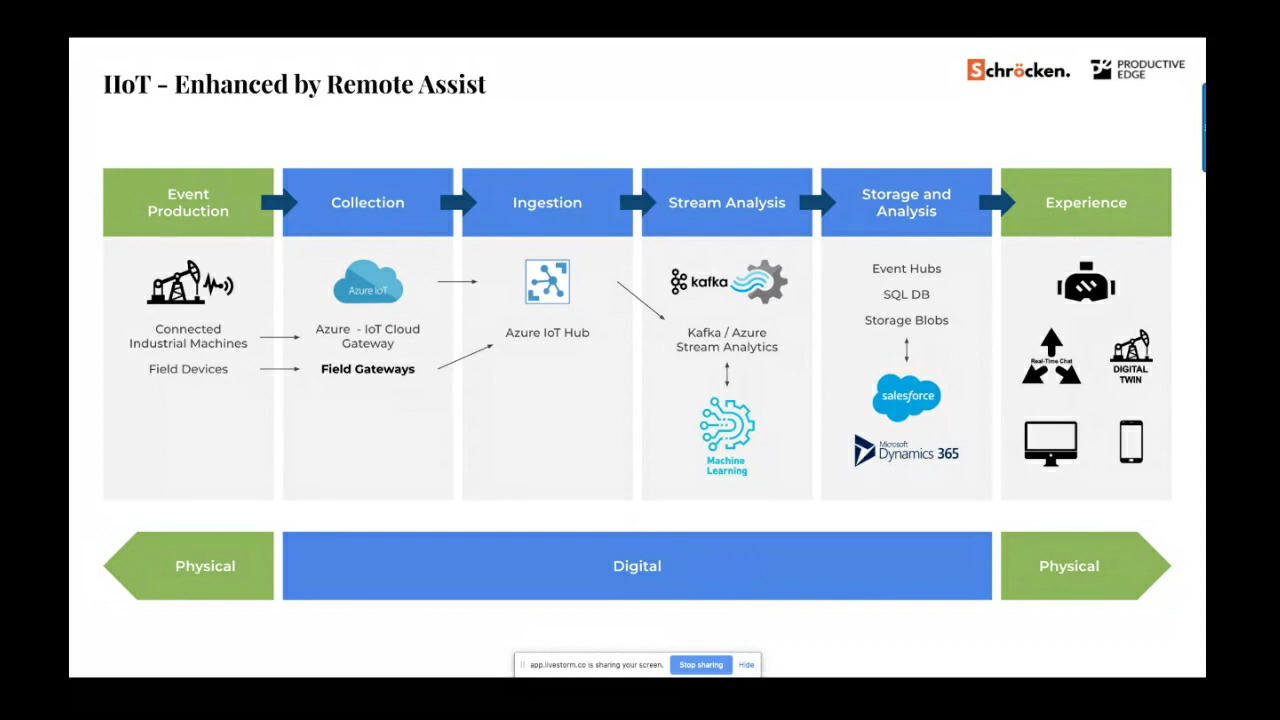 IIoT - Enhanced by Remote Assist
Schröcken.
PRODUCTIVE
EDGE
Event
Production
Collection
Ingestion
Stream Analysis
Storage and
Analysis
Experience
Connected
Industrial Machines
Field Devices
Azure IoT
Azure - IoT Cloud
Gateway
Field Gateways
Azure IoT Hub
kafka
Kafka / Azure
Stream Analytics
Machine
Learning
Event Hubs
SQL DB
Storage Blobs
salesforce
Microsoft
Dynamics 365
Real-Time Chat
DIGITAL
TWIN
Physical
Digital
Physical
app.livestorm.co is sharing your screen.
Stop sharing
Hide